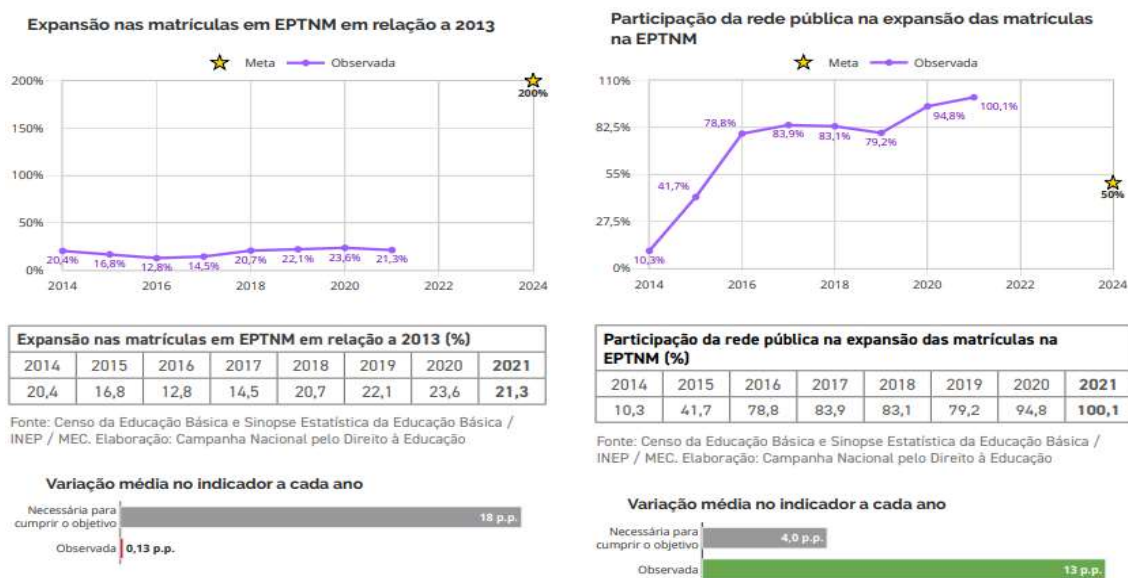 Expansão nas matrículas em EPTNM em relação a 2013
Meta Observada
200%
150%
100%
50%
0%
200%
20,4%
16,8%
12,8%
14,5%
20,7%
22,1%
23,6%
21,3%
2014 2016 2018 2020 2022 2024
Expansão nas matrículas em EPTNM em relação a 2013 (%)
2014 2015 2016 2017 2018 2019 2020 2021
20,4 16,8 12,8 14,5 20,7 22,1 23,6 21,3
Fonte: Censo da Educação Básica e Sinopse Estatística da Educação Básica /
INEP / MEC. Elaboração: Campanha Nacional pelo Direito à Educação
Variação média no indicador a cada ano
Necessária para
cumprir o objetivo
18 p.p.
Observada
0,13 p.p.
Participação da rede pública na expansão das matrículas
na EPTNM
Meta Observada
110%
82,5%
55%
27,5%
0%
10,3%
41,7%
78,8%
83,9%
83,1%
79,2%
94,8%
100,1%
50%
2014 2016 2018 2020 2022 2024
Participação da rede pública na expansão das matrículas na
EPTNM (%)
2014 2015 2016 2017 2018 2019 2020 2021
10,3 41,7 78,8 83,9 83,1 79,2 94,8 100,1
Fonte: Censo da Educação Básica e Sinopse Estatística da Educação Básica /
INEP / MEC. Elaboração: Campanha Nacional pelo Direito à Educação
Variação média no indicador a cada ano
Necessária para
cumprir o objetivo
4,0 p.p.
Observada
13 p.p.